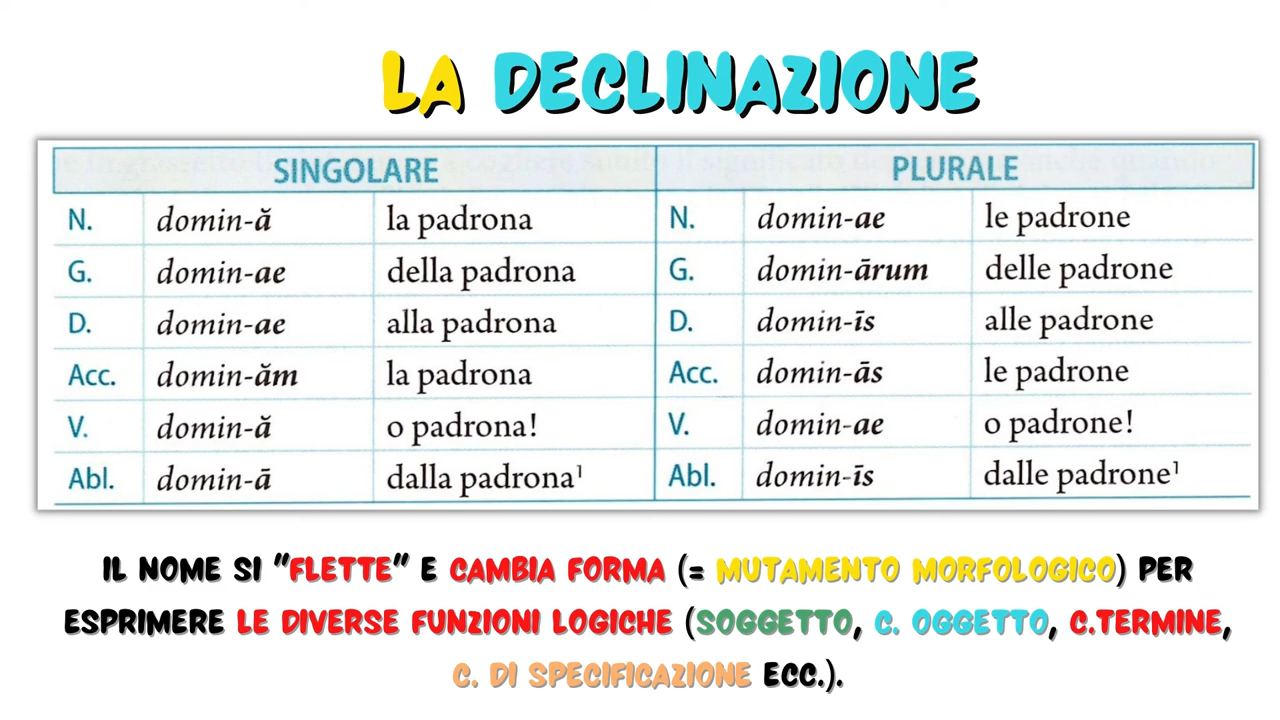 LA DECLINAZIONE
SINGOLARE PLURALE
N. domin-ă la padrona N. domin-ae le padrone
G. domin-ae della padrona G. domin-ārum delle padrone
D. domin-ae alla padrona D. domin-īs alle padrone
Acc. domin-ăm la padrona Acc. domin-ās le padrone
V. domin-ă o padrona! V. domin-ae o padrone!
Abl. domin-ā dalla padrona¹ Abl. domin-īs dalle padrone¹
IL NOME SI "FLETTE" E CAMBIA FORMA (= MUTAMENTO MORFOLOGICO) PER
ESPRIMERE LE DIVERSE FUNZIONI LOGICHE (SOGGETTO, C. OGGETTO, C.TERMINE,
C. DI SPECIFICAZIONE ECC.).